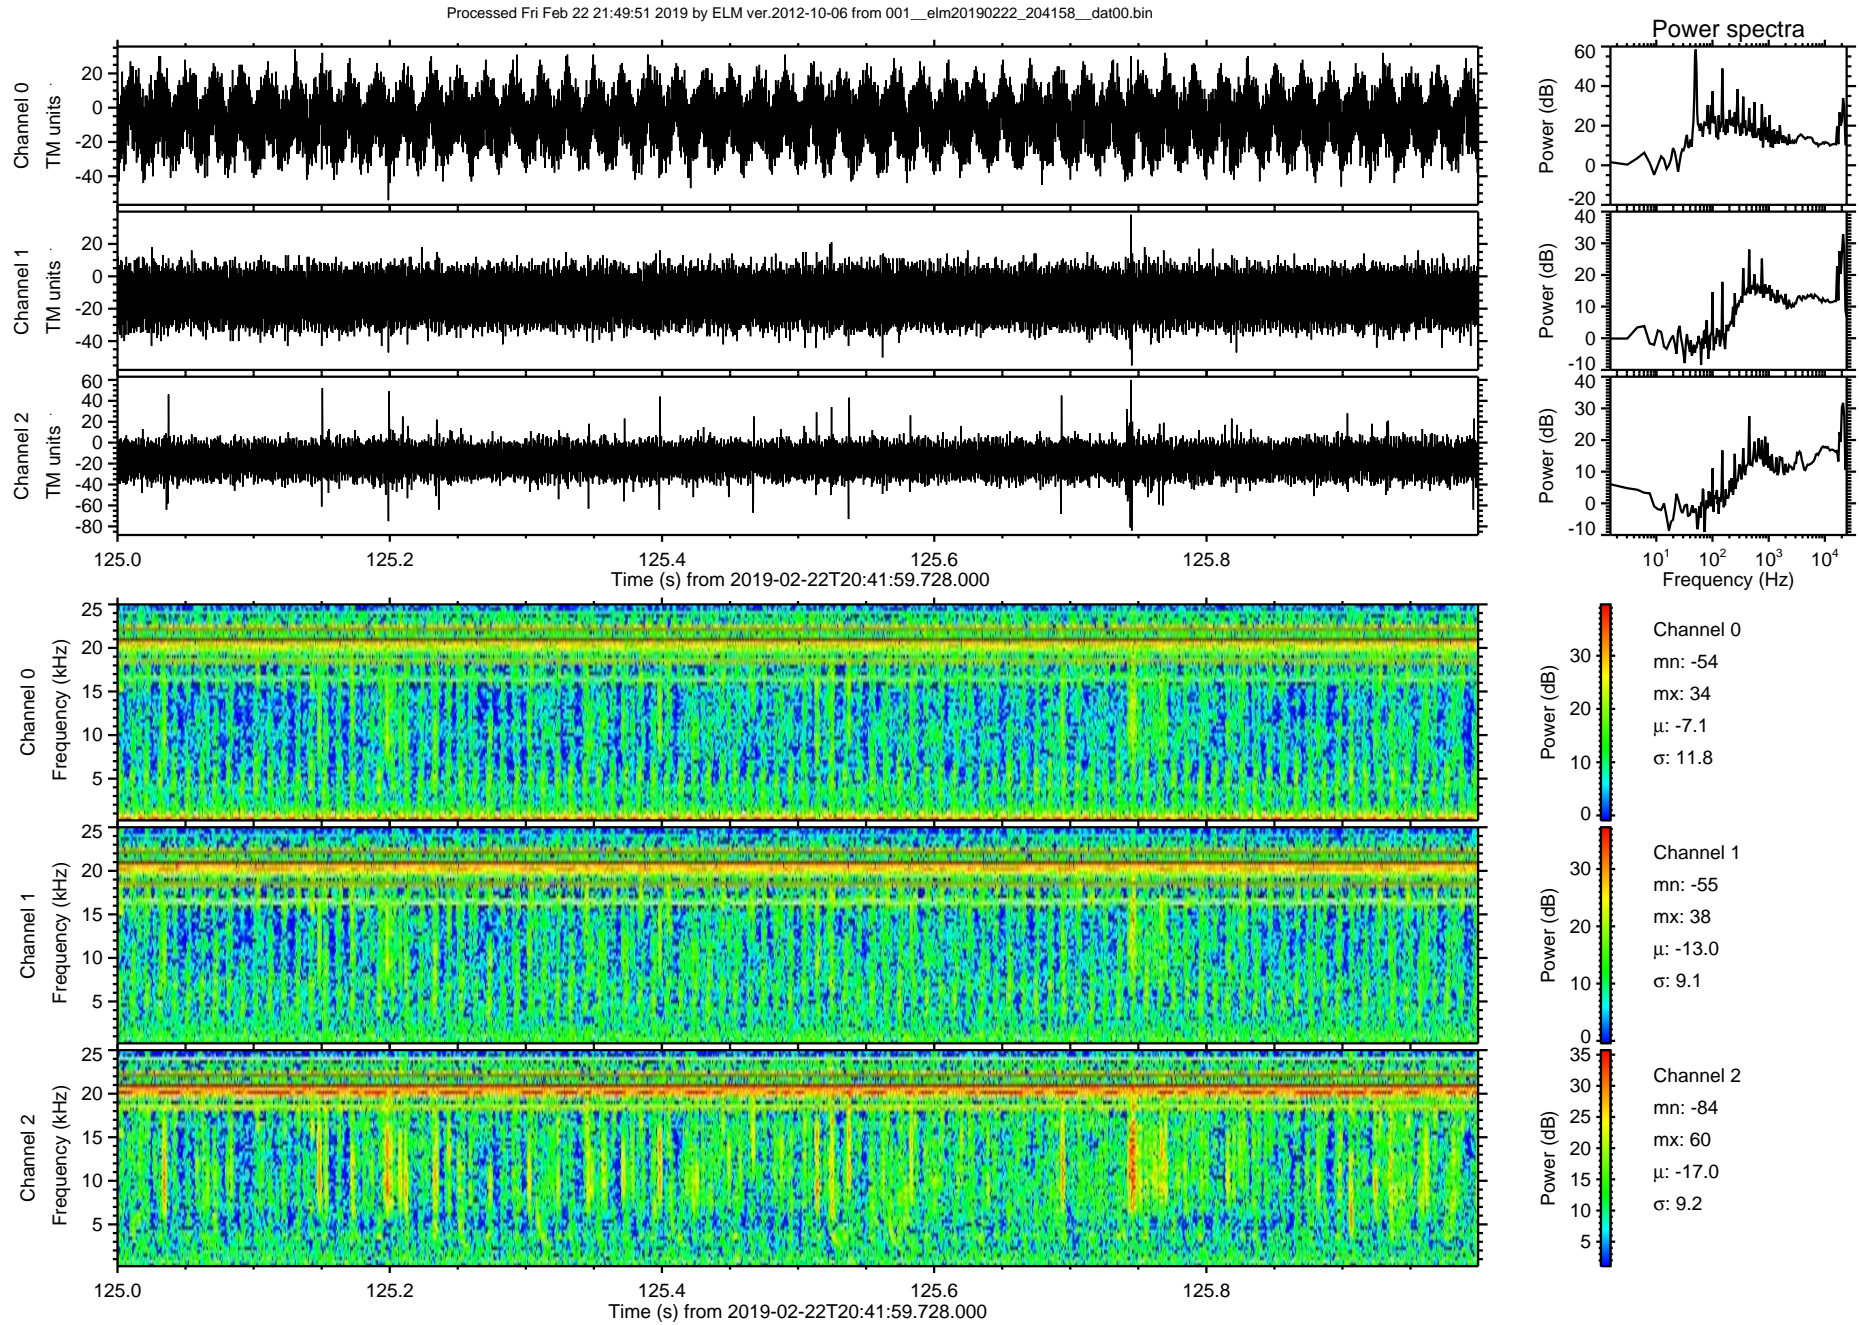 Processed Fri Feb 22 21:49:51 2019 by ELM ver.2012-10-06 from 001__elm20190222_204158__dat00.bin
Power spectra
Channel 0
TM units
20
0
-20
-40
Power (dB)
60
40
20
0
-20
Channel 1
TM units
20
0
-20
-40
Power (dB)
40
30
20
10
0
-10
Channel 2
TM units
60
40
20
0
-20
-40
-60
-80
Power (dB)
40
30
20
10
0
-10
125.0 125.2 125.4 125.6 125.8
Time (s) from 2019-02-22T20:41:59.728.000
10^1 10^2 10^3 10^4
Frequency (Hz)
Channel 0
Frequency (kHz)
25
20
15
10
5
Power (dB)
30
20
10
0
Channel 0
mn: -54
mx: 34
µ: -7.1
σ: 11.8
Channel 1
Frequency (kHz)
25
20
15
10
5
Power (dB)
30
20
10
0
Channel 1
mn: -55
mx: 38
µ: -13.0
σ: 9.1
Channel 2
Frequency (kHz)
25
20
15
10
5
Power (dB)
35
30
25
20
15
10
5
Channel 2
mn: -84
mx: 60
µ: -17.0
σ: 9.2
125.0 125.2 125.4 125.6 125.8
Time (s) from 2019-02-22T20:41:59.728.000